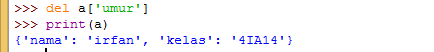 >>> del a['umur']
>>> print(a)
{'nama': 'irfan', 'kelas': '4IA14'}